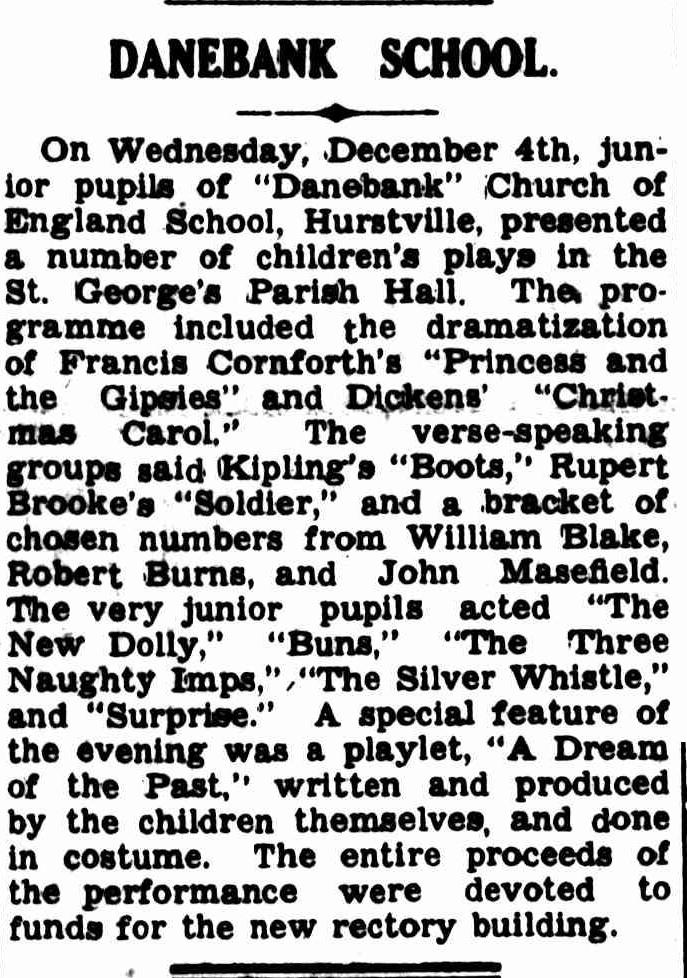 DANEBANK SCHOOL.
On Wednesday, December 4th, jun-
ior pupils of "Danebank" Church of
England School, Hurstville, presented
a number of children's plays in the
St. George's Parish Hall. The pro-
gramme included the dramatization
of Francis Cornforth's "Princess and
the Gipsies" and Dickens' "Christ-
mas Carol." The verse-speaking
groups said Kipling's "Boots," Rupert
Brooke's "Soldier," and a bracket of
chosen numbers from William Blake,
Robert Burns, and John Masefield.
The very junior pupils acted "The
New Dolly," "Buns," "The Three
Naughty Imps," "The Silver Whistle,"
and "Surprise." A special feature of
the evening was a playlet, "A Dream
of the Past," written and produced
by the children themselves, and done
in costume. The entire proceeds of
the performance were devoted to
funds for the new rectory building.